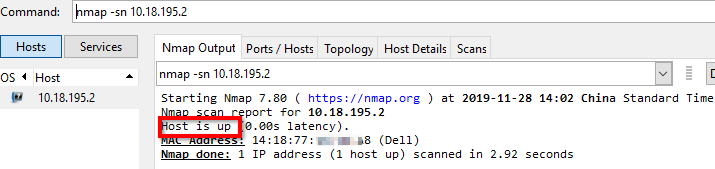 Command: nmap -sn 10.18.195.2
Hosts Services Nmap Output Ports / Hosts Topology Host Details Scans
OS Host nmap -sn 10.18.195.2
10.18.195.2
Starting Nmap 7.80 ( https://nmap.org ) at 2019-11-28 14:02 China Standard Time
Nmap scan report for 10.18.195.2
Host is up (0.00s latency).
MAC Address: 14:18:77: 8 (Dell)
Nmap done: 1 IP address (1 host up) scanned in 2.92 seconds